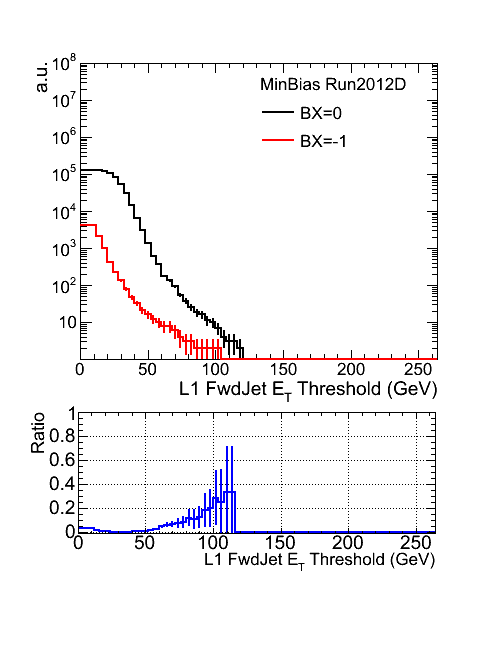 a.u.
10^8
10^7
10^6
10^5
10^4
10^3
10^2
10
MinBias Run2012D
BX=0
BX=-1
0 50 100 150 200 250
L1 FwdJet E_T Threshold (GeV)
Ratio
1
0.8
0.6
0.4
0.2
0
0 50 100 150 200 250
L1 FwdJet E_T Threshold (GeV)